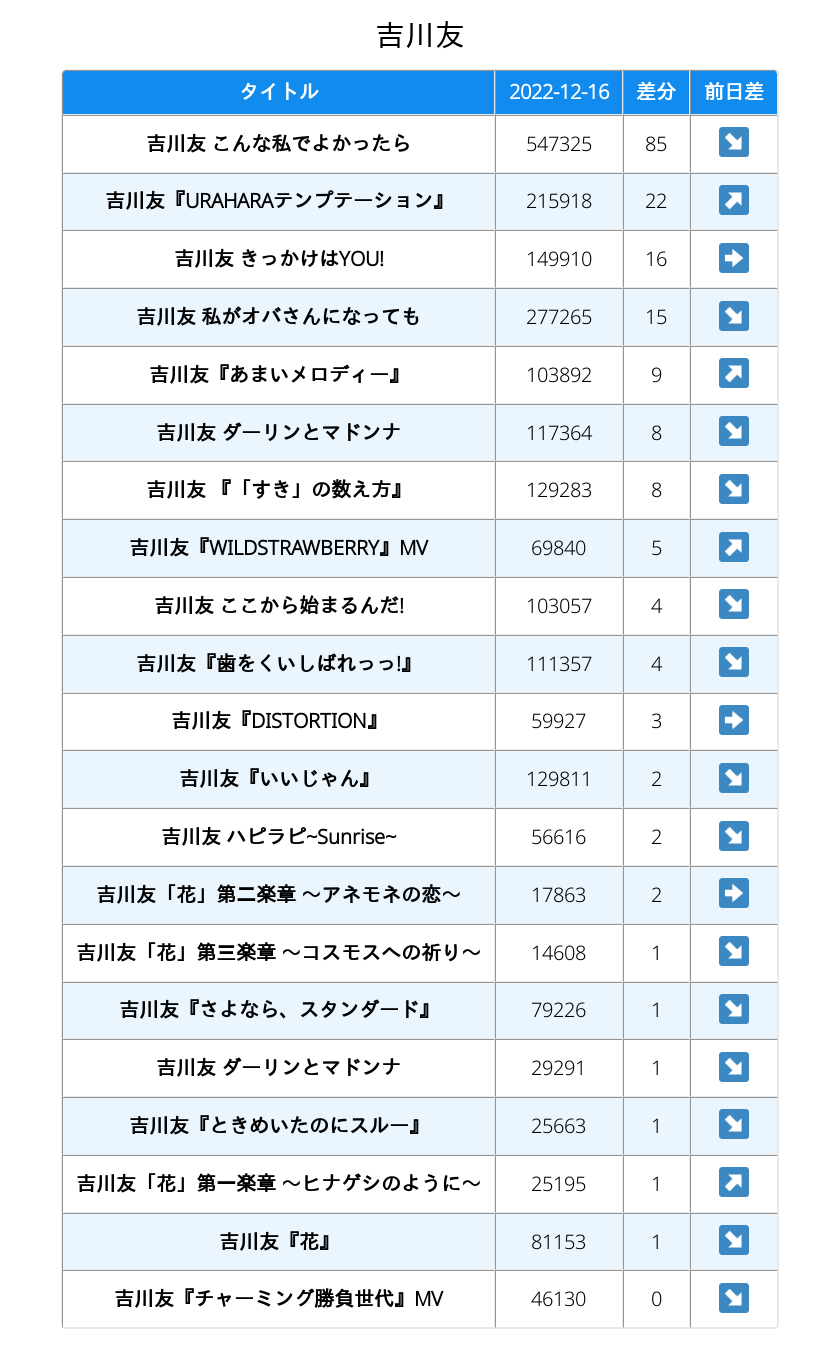 吉川友
タイトル 2022-12-16 差分 前日差
吉川友 こんな私でよかったら 547325 85 ↘
吉川友『URAHARAテンプテーション』 215918 22 ↗
吉川友 きっかけはYOU! 149910 16 ➡
吉川友 私がオバさんになっても 277265 15 ↘
吉川友『あまいメロディー』 103892 9 ↗
吉川友 ダーリンとマドンナ 117364 8 ↘
吉川友 『「すき」の数え方』 129283 8 ↘
吉川友『WILDSTRAWBERRY』MV 69840 5 ↗
吉川友 ここから始まるんだ! 103057 4 ↘
吉川友『歯をくいしばれっっ!』 111357 4 ↘
吉川友『DISTORTION』 59927 3 ➡
吉川友『いいじゃん』 129811 2 ↘
吉川友 ハピラピ~Sunrise~ 56616 2 ↘
吉川友「花」第二楽章 〜アネモネの恋〜 17863 2 ➡
吉川友「花」第三楽章 〜コスモスへの祈り〜 14608 1 ↘
吉川友『さよなら、スタンダード』 79226 1 ↘
吉川友 ダーリンとマドンナ 29291 1 ↘
吉川友『ときめいたのにスルー』 25663 1 ↘
吉川友「花」第一楽章 〜ヒナゲシのように〜 25195 1 ↗
吉川友『花』 81153 1 ↘
吉川友『チャーミング勝負世代』MV 46130 0 ↘